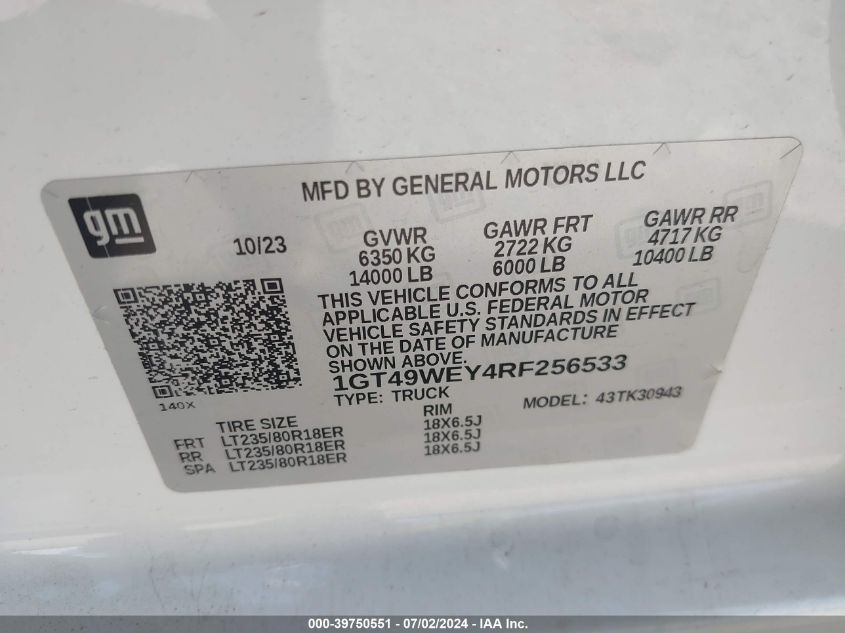 MFD BY GENERAL MOTORS LLC
gm
10/23
GVWR
6350 KG
14000 LB
GAWR FRT
2722 KG
6000 LB
GAWR RR
4717 KG
10400 LB
THIS VEHICLE CONFORMS TO ALL
APPLICABLE U.S. FEDERAL MOTOR
VEHICLE SAFETY STANDARDS IN EFFECT
ON THE DATE OF MANUFACTURE
SHOWN ABOVE.
1GT49WEY4RF256533
TYPE: TRUCK
MODEL: 43TK30943
140X
TIRE SIZE
RIM
FRT LT235/80R18ER 18X6.5J
RR LT235/80R18ER 18X6.5J
SPA LT235/80R18ER 18X6.5J
000-39750551 - 07/02/2024 - IAA Inc.